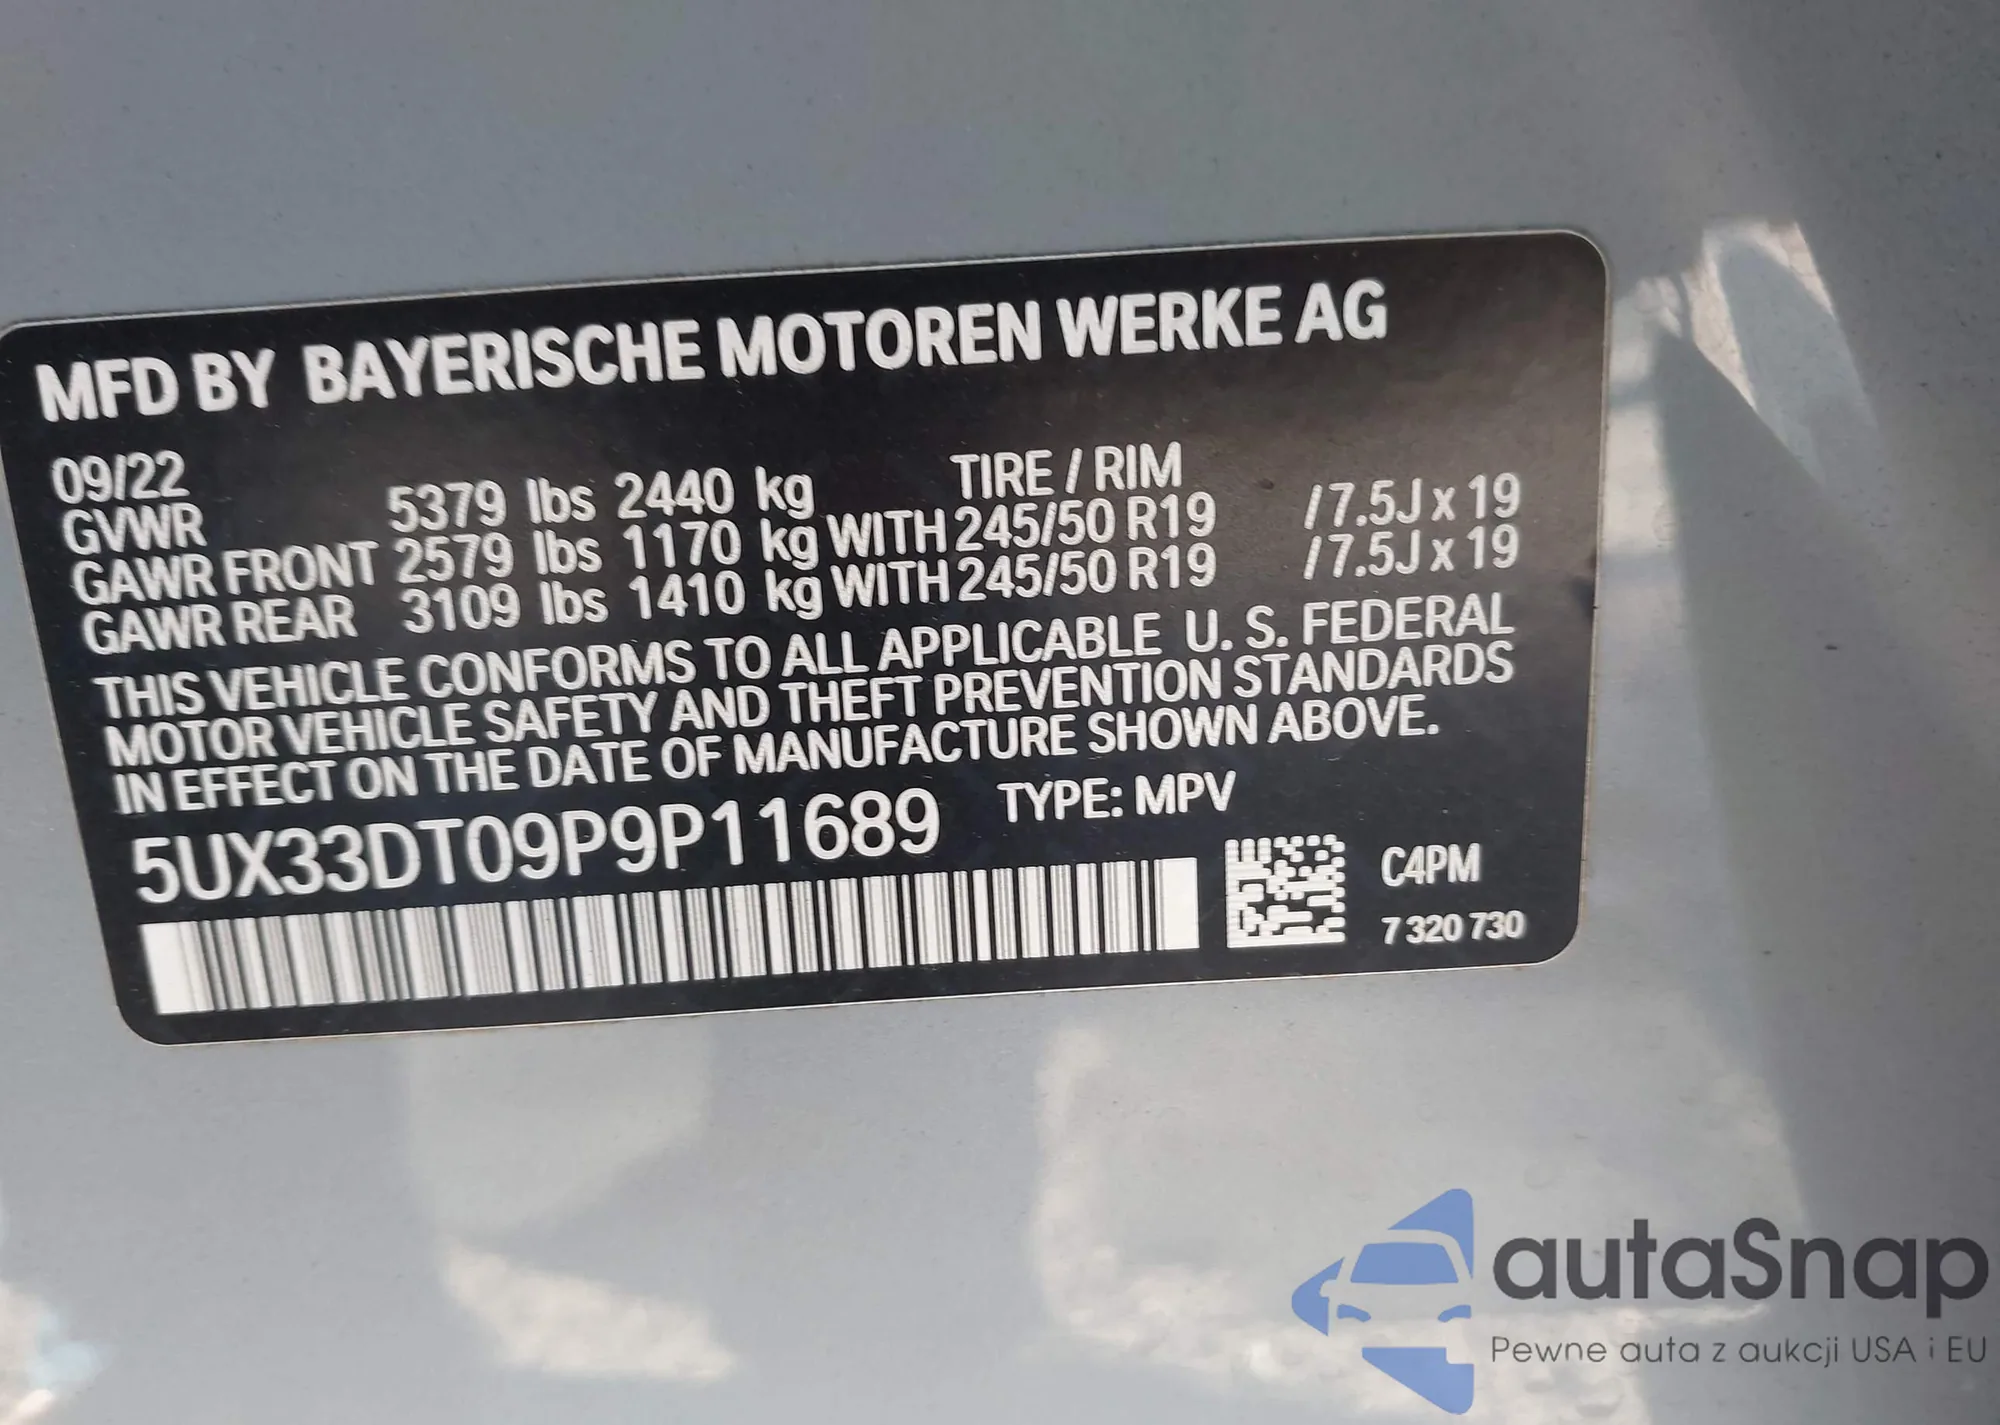 MFD BY BAYERISCHE MOTOREN WERKE AG
09/22 TIRE / RIM
GVWR 5379 lbs 2440 kg
GAWR FRONT 2579 lbs 1170 kg WITH 245/50 R19 /7.5J x 19
GAWR REAR 3109 lbs 1410 kg WITH 245/50 R19 /7.5J x 19
THIS VEHICLE CONFORMS TO ALL APPLICABLE U. S. FEDERAL
MOTOR VEHICLE SAFETY AND THEFT PREVENTION STANDARDS
IN EFFECT ON THE DATE OF MANUFACTURE SHOWN ABOVE.
5UX33DT09P9P11689 TYPE: MPV
C4PM
7 320 730
autaSnap
Pewne auta z aukcji USA i EU